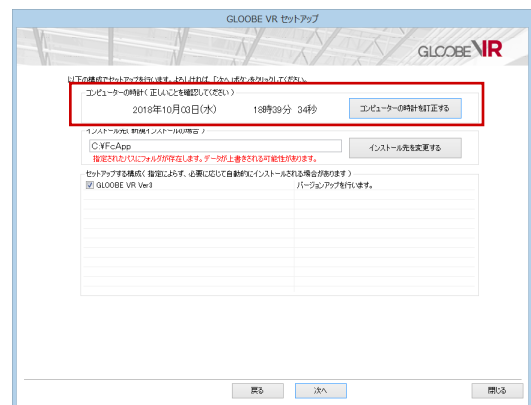 GLOOBE VR セットアップ
GLOOBE VR
以下の構成でセットアップを行います。よろしければ、「次へ」ボタンをクリックしてください。
コンピューターの時計（正しいことを確認してください）
2018年10月03日(水) 18時39分 34秒 コンピューターの時計を訂正する
インストール先（新規インストールの場合）
C:¥FcApp インストール先を変更する
指定されたパスにフォルダが存在します。データが上書きされる可能性があります。
セットアップする構成（指定によらず、必要に応じて自動的にインストールされる場合があります）
GLOOBE VR Ver3 バージョンアップを行います。
戻る 次へ 閉じる